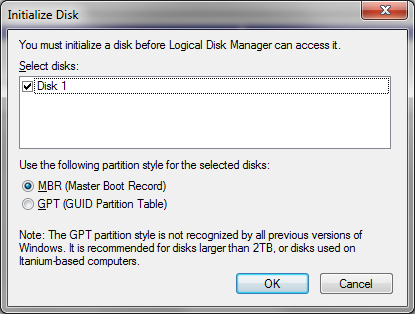 Initialize Disk
You must initialize a disk before Logical Disk Manager can access it.
Select disks:
Disk 1
Use the following partition style for the selected disks:
MBR (Master Boot Record)
GPT (GUID Partition Table)
Note: The GPT partition style is not recognized by all previous versions of
Windows. It is recommended for disks larger than 2TB, or disks used on
Itanium-based computers.
OK
Cancel